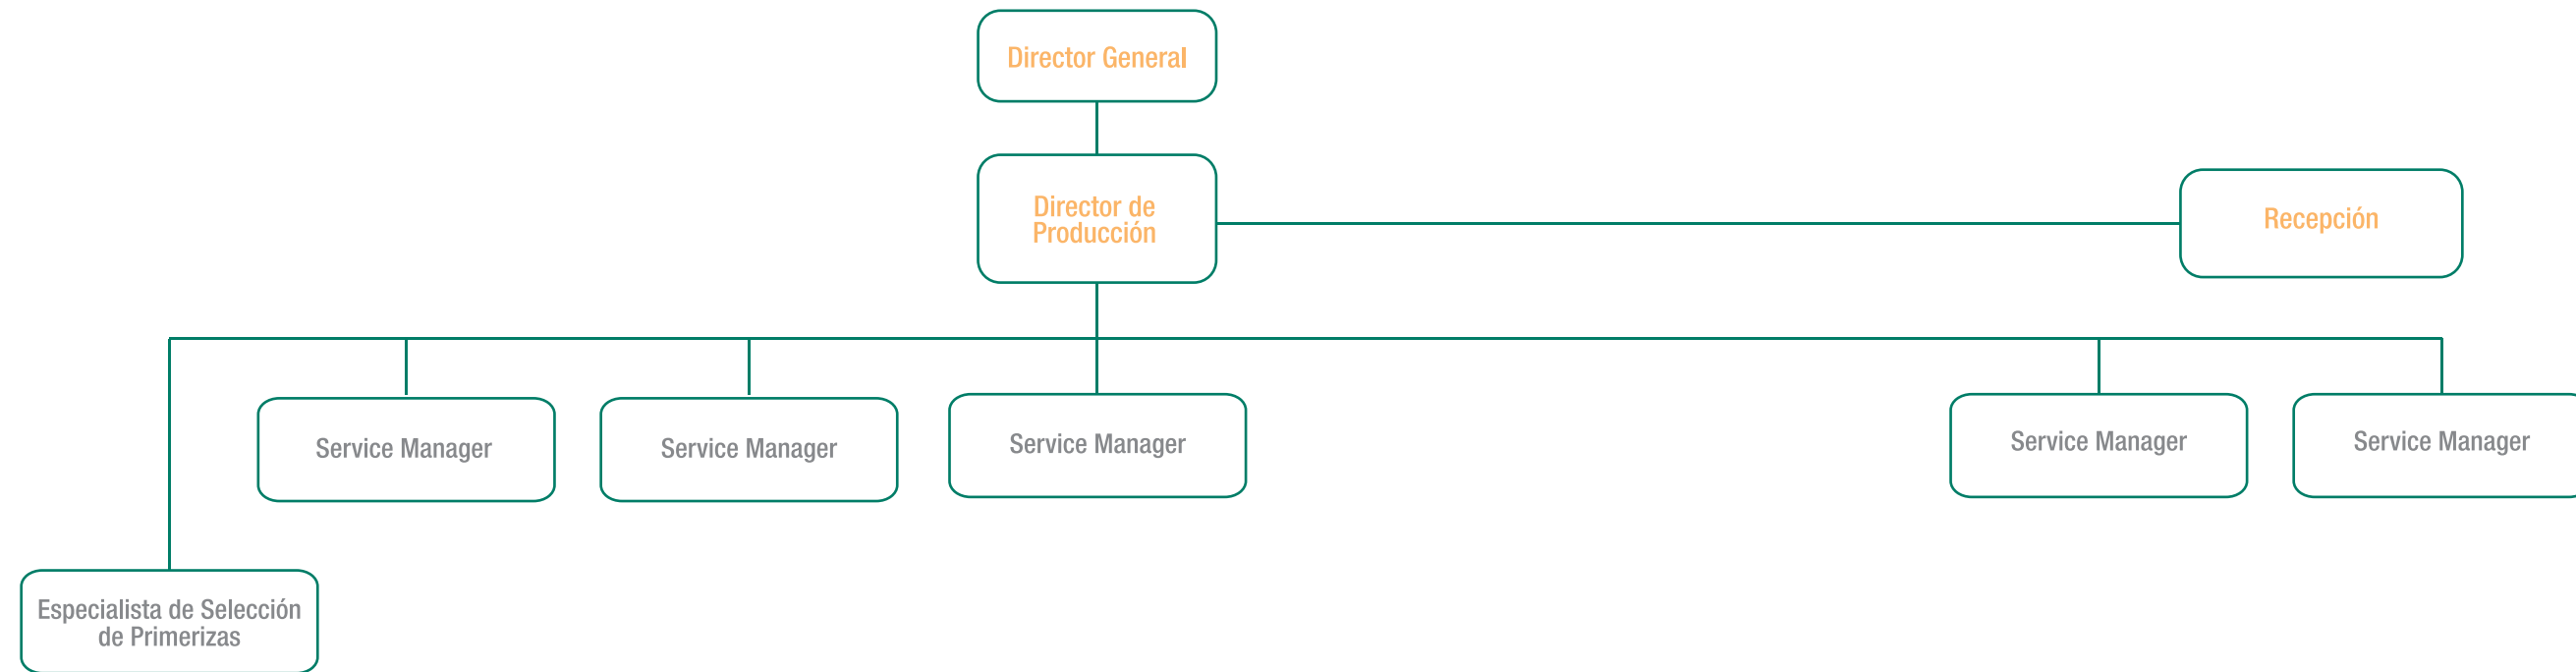 Director General
Director de
Producción
Recepción
Service Manager
Service Manager
Service Manager
Service Manager
Service Manager
Especialista de Selección
de Primerizas